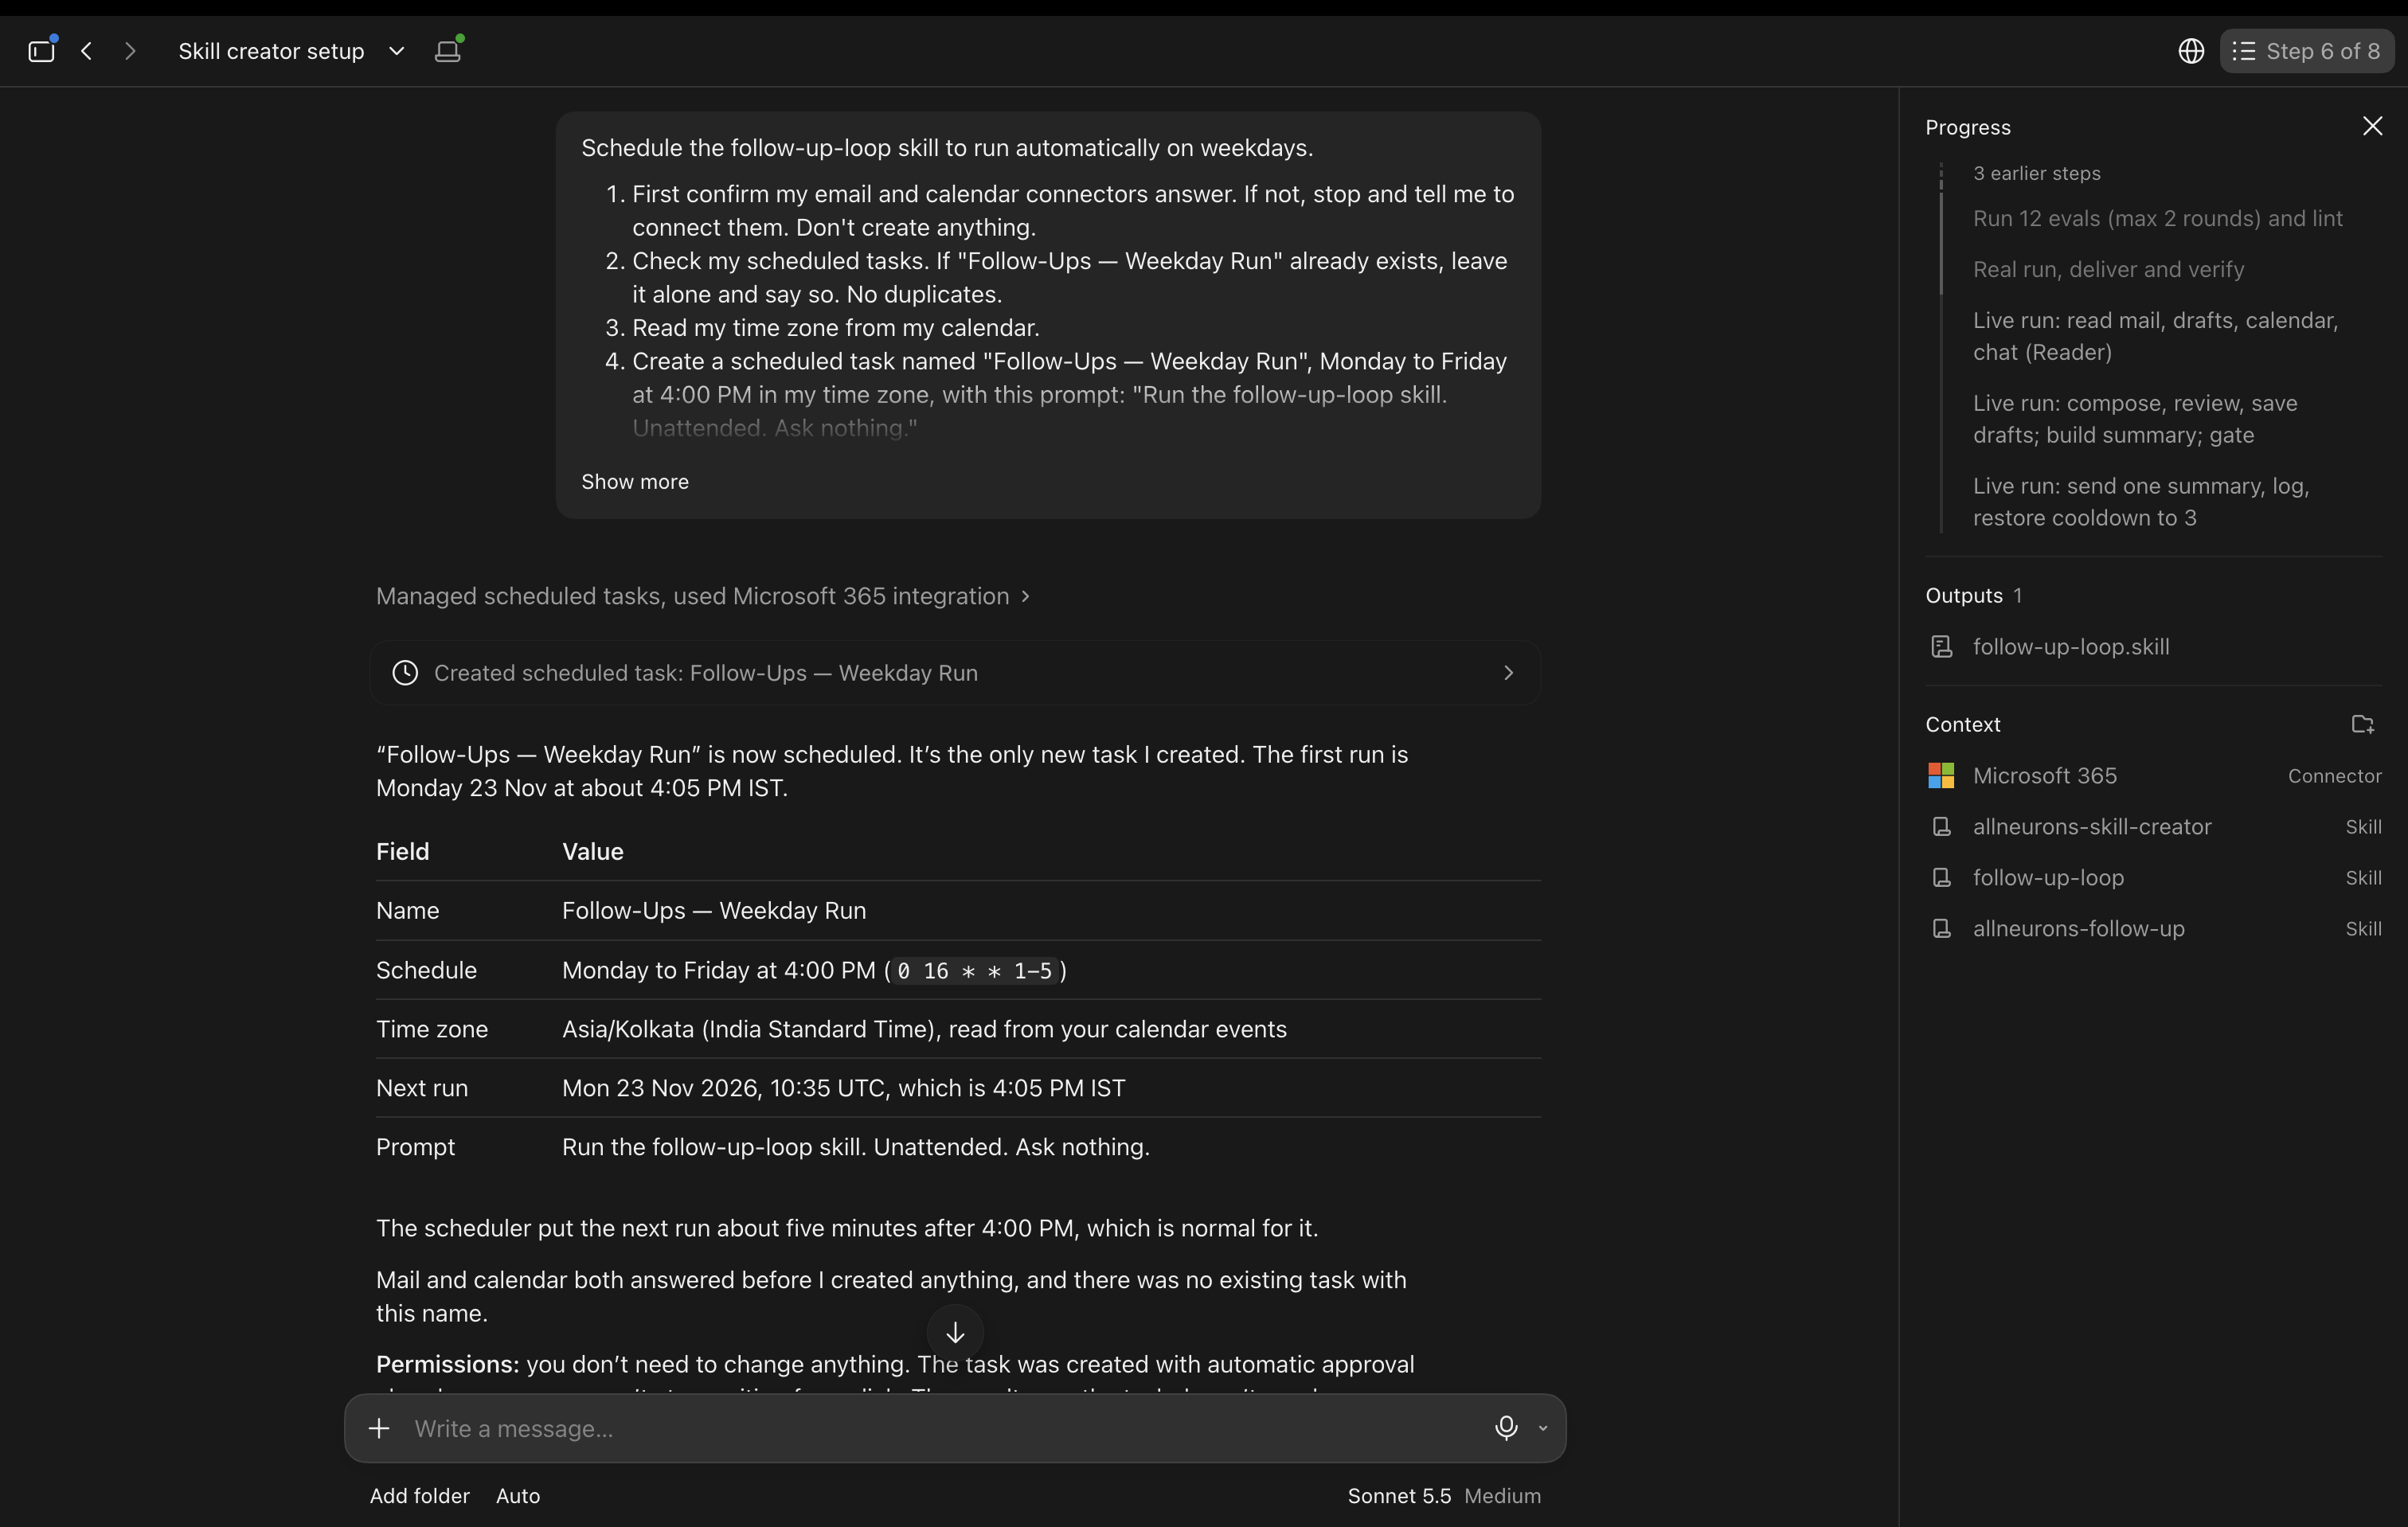 Skill creator setup
Step 6 of 8
Schedule the follow-up-loop skill to run automatically on weekdays.
1. First confirm my email and calendar connectors answer. If not, stop and tell me to
connect them. Don't create anything.
2. Check my scheduled tasks. If "Follow-Ups — Weekday Run" already exists, leave
it alone and say so. No duplicates.
3. Read my time zone from my calendar.
4. Create a scheduled task named "Follow-Ups — Weekday Run", Monday to Friday
at 4:00 PM in my time zone, with this prompt: "Run the follow-up-loop skill.
Unattended. Ask nothing."
Show more
Managed scheduled tasks, used Microsoft 365 integration
Created scheduled task: Follow-Ups — Weekday Run
“Follow-Ups — Weekday Run” is now scheduled. It’s the only new task I created. The first run is
Monday 23 Nov at about 4:05 PM IST.
Field Value
Name Follow-Ups — Weekday Run
Schedule Monday to Friday at 4:00 PM (0 16 * * 1-5)
Time zone Asia/Kolkata (India Standard Time), read from your calendar events
Next run Mon 23 Nov 2026, 10:35 UTC, which is 4:05 PM IST
Prompt Run the follow-up-loop skill. Unattended. Ask nothing.
The scheduler put the next run about five minutes after 4:00 PM, which is normal for it.
Mail and calendar both answered before I created anything, and there was no existing task with
this name.
Permissions: you don’t need to change anything. The task was created with automatic approval
Write a message...
Add folder Auto
Sonnet 5.5 Medium
Progress
3 earlier steps
Run 12 evals (max 2 rounds) and lint
Real run, deliver and verify
Live run: read mail, drafts, calendar,
chat (Reader)
Live run: compose, review, save
drafts; build summary; gate
Live run: send one summary, log,
restore cooldown to 3
Outputs 1
follow-up-loop.skill
Context
Microsoft 365 Connector
allneurons-skill-creator Skill
follow-up-loop Skill
allneurons-follow-up Skill